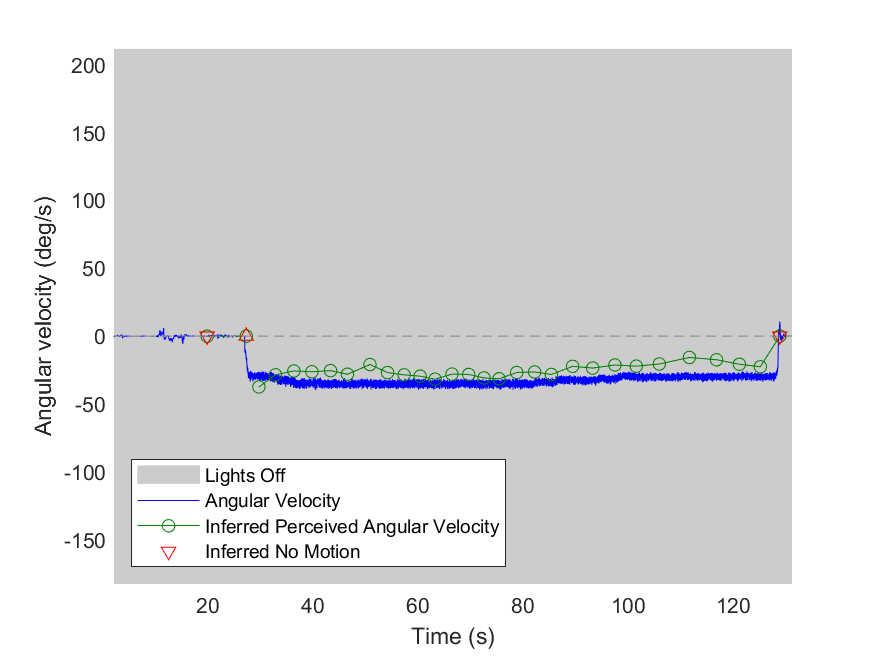 200
150
100
50
0
-50
-100
-150
Angular velocity (deg/s)
Lights Off
Angular Velocity
Inferred Perceived Angular Velocity
Inferred No Motion
20 40 60 80 100 120
Time (s)